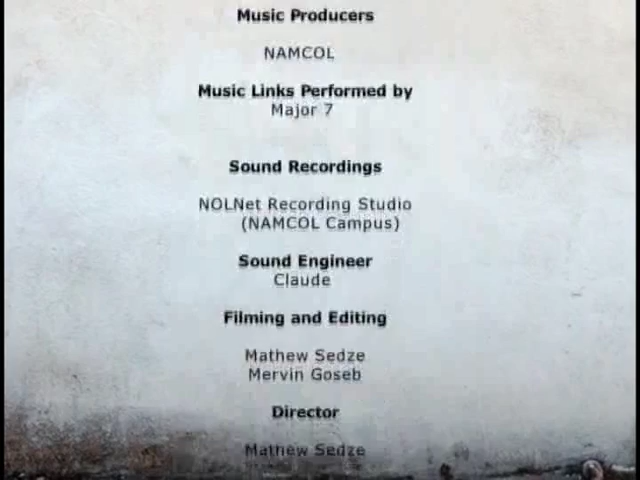 Music Producers
NAMCOL
Music Links Performed by
Major 7
Sound Recordings
NOLNet Recording Studio
(NAMCOL Campus)
Sound Engineer
Claude
Filming and Editing
Mathew Sedze
Mervin Goseb
Director
Mathew Sedze